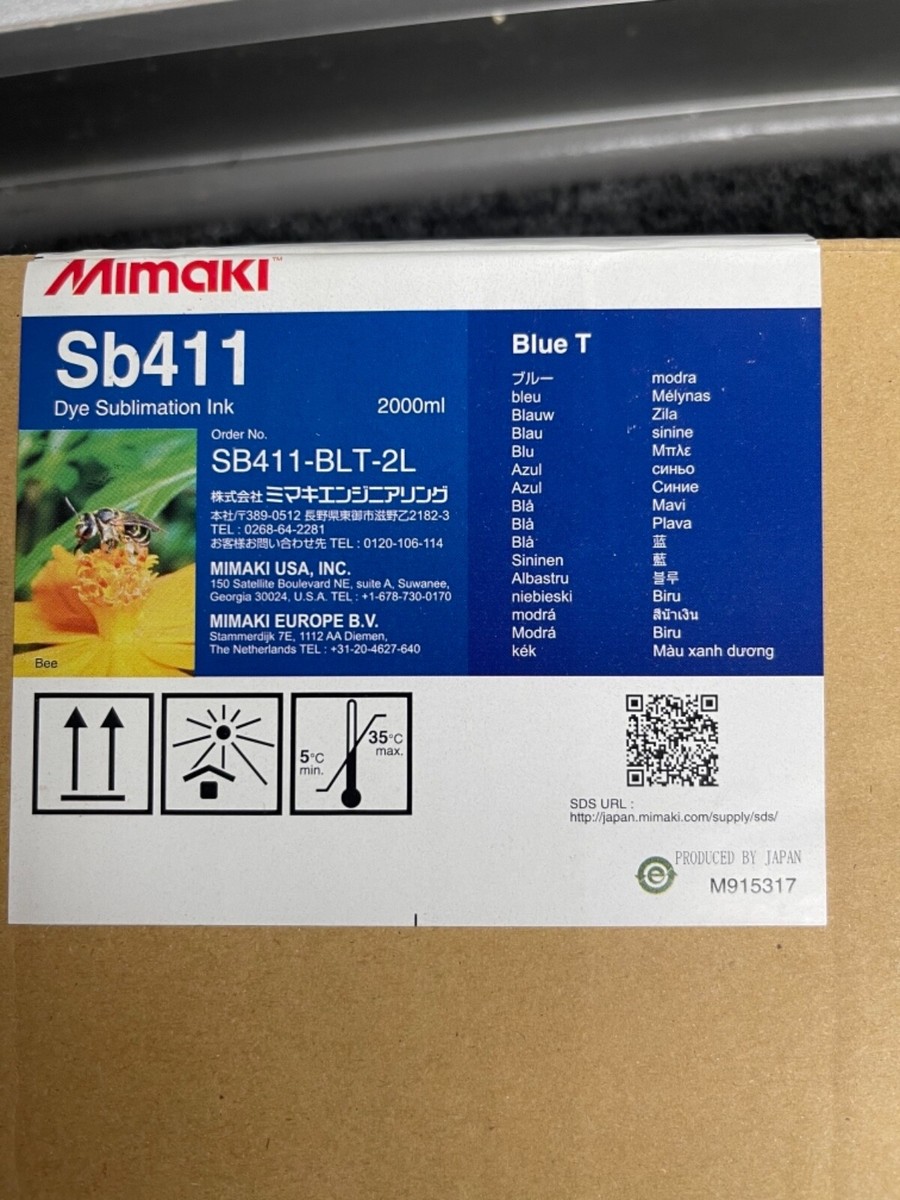 Mimaki™
Sb411
Dye Sublimation Ink
2000ml
Order No.
SB411-BLT-2L
株式会社 ミマキエンジニアリング
本社/〒389-0512 長野県東御市滋野乙2182-3
TEL : 0268-64-2281
お客様お問い合わせ先 TEL : 0120-106-114
MIMAKI USA, INC.
150 Satellite Boulevard NE, suite A, Suwanee,
Georgia 30024, U.S.A. TEL : +1-678-730-0170
MIMAKI EUROPE B.V.
Stammerdijk 7E, 1112 AA Diemen,
The Netherlands TEL : +31-20-4627-640
Bee
Blue T
ブルー
bleu
Blauw
Blau
Blu
Azul
Azul
Blå
Blå
Blå
Sininen
Albastru
niebieski
modrá
Modrá
kék
modra
Mėlynas
Zila
sinine
Μπλε
синьо
Синие
Mavi
Plava
蓝
藍
블루
Biru
สีน้ำเงิน
Biru
Màu xanh dương
5°C
min.
35°C
max.
SDS URL :
http://japan.mimaki.com/supply/sds/
PRODUCED BY JAPAN
M915317